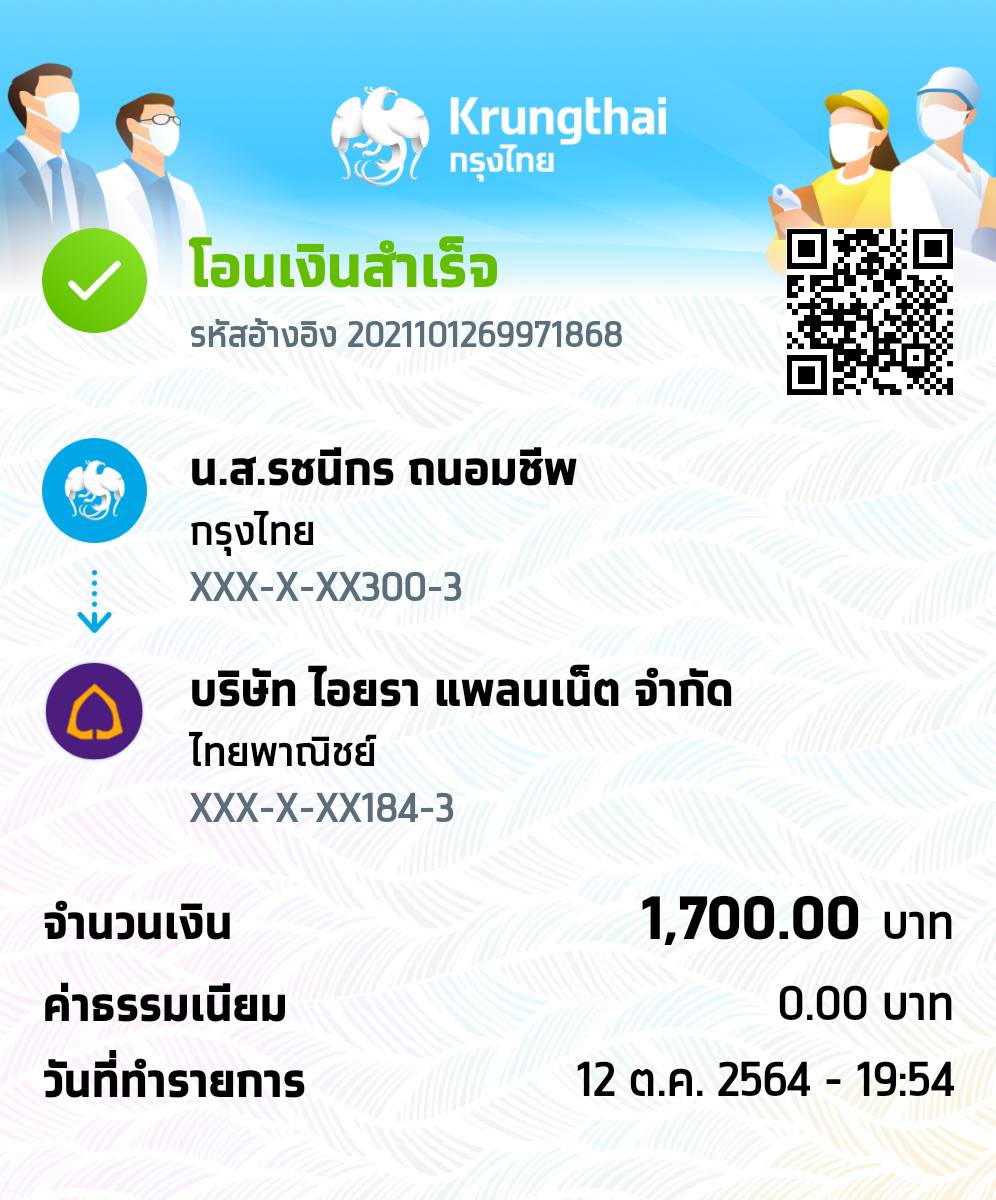 Krungthai
กรุงไทย
โอนเงินสำเร็จ
รหัสอ้างอิง 2021101269971868
น.ส.รชนีกร ถนอมชีพ
กรุงไทย
XXX-X-XX300-3
บริษัท ไอยรา แพลนเน็ต จำกัด
ไทยพาณิชย์
XXX-X-XX184-3
จำนวนเงิน 1,700.00 บาท
ค่าธรรมเนียม 0.00 บาท
วันที่ทำรายการ 12 ต.ค. 2564 - 19:54